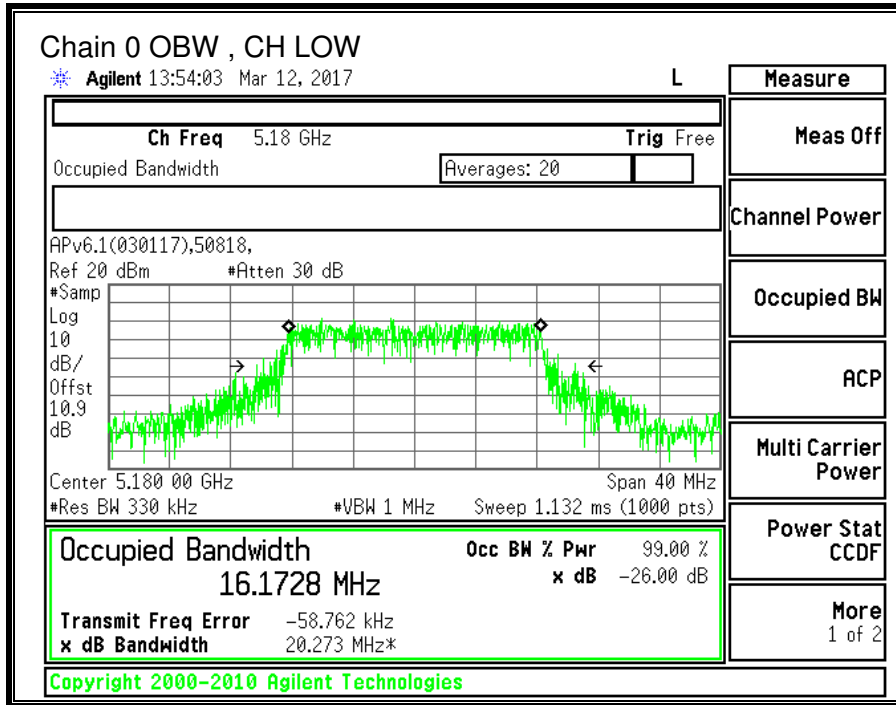 Chain 0 OBW , CH LOW
Agilent 13:54:03 Mar 12, 2017 L
Measure
Ch Freq 5.18 GHz Trig Free
Occupied Bandwidth Averages: 20
APv6.1(030117),50818,
Ref 20 dBm #Atten 30 dB
#Samp
Log
10
dB/
Offst
10.9
dB
Center 5.180 00 GHz Span 40 MHz
#Res BW 330 kHz #VBW 1 MHz Sweep 1.132 ms (1000 pts)
Occupied Bandwidth Occ BW % Pwr 99.00 %
16.1728 MHz x dB -26.00 dB
Transmit Freq Error -58.762 kHz
x dB Bandwidth 20.273 MHz*
Meas Off
Channel Power
Occupied BW
ACP
Multi Carrier
Power
Power Stat
CCDF
More
1 of 2
Copyright 2000-2010 Agilent Technologies